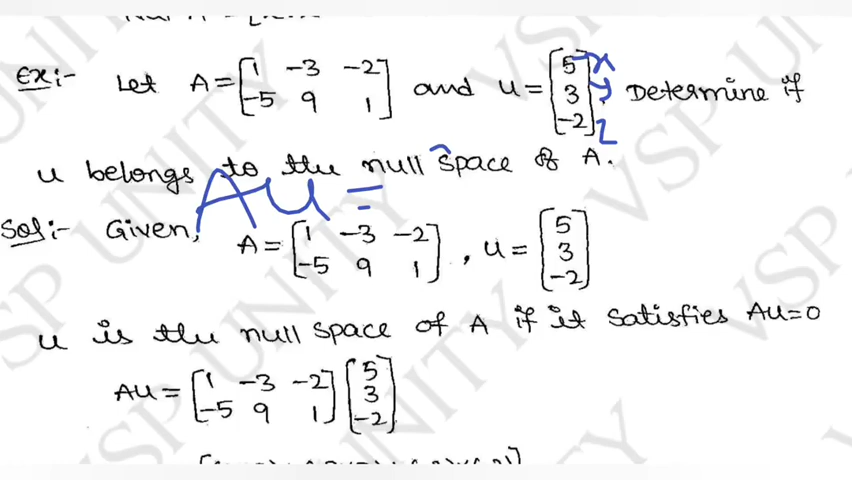 Ex:- Let A = [1 -3 -2; -5 9 1] and u = [5; 3; -2]. Determine if
x
y
z
u belongs to the null space of A.
Au =
Sol:- Given, A = [1 -3 -2; -5 9 1], u = [5; 3; -2]
u is the null space of A if it satisfies Au=0
Au = [1 -3 -2; -5 9 1] [5; 3; -2]
VSP UNITY